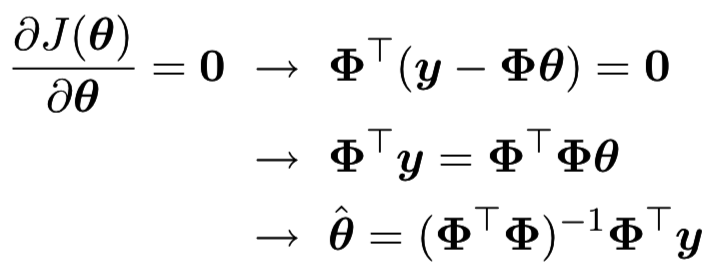 ∂J(𝜽)/∂𝜽 = 𝟎 → 𝚽^⊤(𝒚 − 𝚽𝜽) = 𝟎
→ 𝚽^⊤𝒚 = 𝚽^⊤𝚽𝜽
→ 𝜽̂ = (𝚽^⊤𝚽)^{−1}𝚽^⊤𝒚